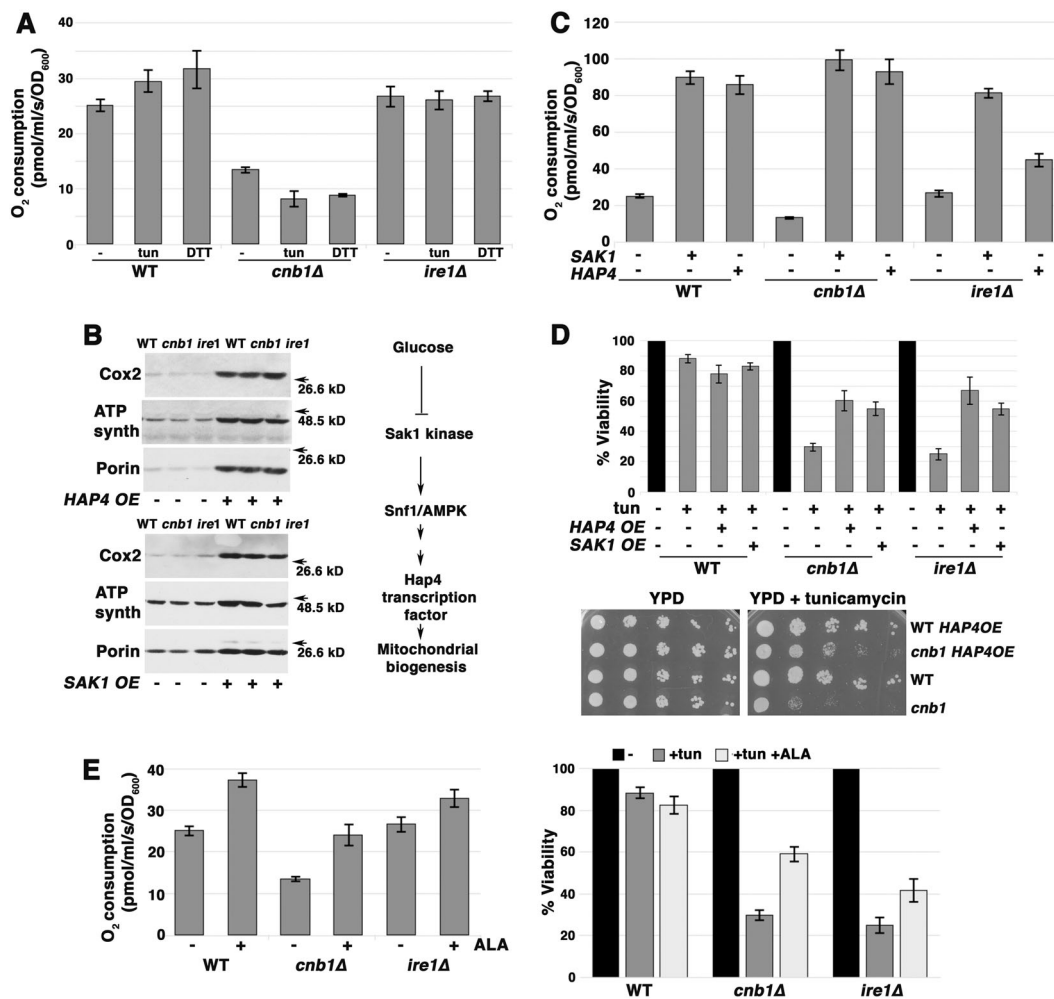 A
O2 consumption
(pmol/ml/s/OD600)
40
30
20
10
0
- tun DTT - tun DTT - tun DTT
WT cnb1Δ ire1Δ
C
O2 consumption
(pmol/ml/s/OD600)
120
100
80
60
40
20
0
SAK1 - + - - + - - + -
HAP4 - - + - - + - - +
WT cnb1Δ ire1Δ
B
WT cnb1 ire1 WT cnb1 ire1
Cox2
26.6 kD
ATP
synth
48.5 kD
Porin
26.6 kD
HAP4 OE - - - + + +
WT cnb1 ire1 WT cnb1 ire1
Cox2
26.6 kD
ATP
synth
48.5 kD
Porin
26.6 kD
SAK1 OE - - - + + +
Glucose
Sak1 kinase
Snf1/AMPK
Hap4
transcription
factor
Mitochondrial
biogenesis
D
% Viability
100
80
60
40
20
0
tun - + + + - + + + - + + +
HAP4 OE - - + - - - + - - - + -
SAK1 OE - - - + - - - + - - - +
WT cnb1Δ ire1Δ
YPD YPD + tunicamycin
WT HAP4OE
cnb1 HAP4OE
WT
cnb1
E
O2 consumption
(pmol/ml/s/OD600)
40
30
20
10
0
- + - + - + ALA
WT cnb1Δ ire1Δ
- +tun +tun +ALA
% Viability
100
80
60
40
20
0
WT cnb1Δ ire1Δ